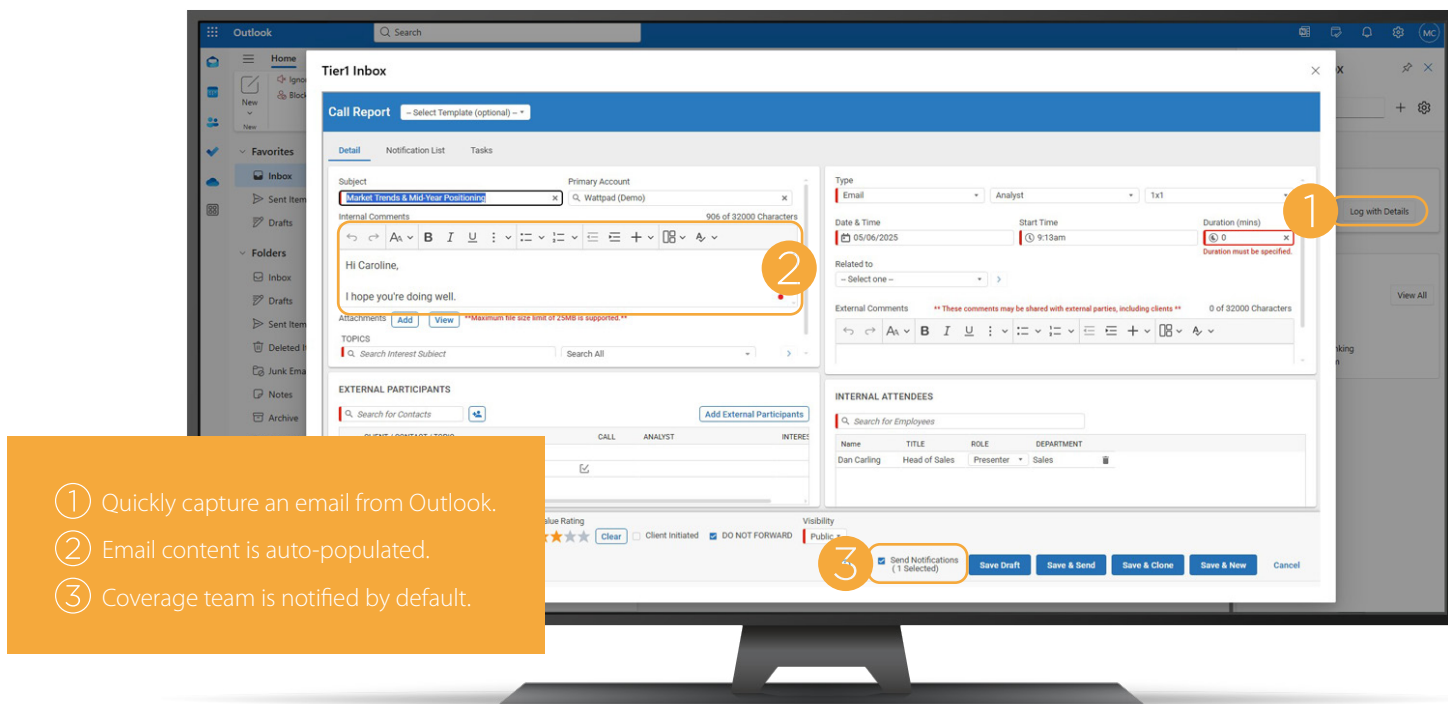 Outlook
Search
MC
Home
New
New
Favorites
Inbox
Sent Item
Drafts
Folders
Inbox
Drafts
Sent Item
Deleted I
Junk Ema
Notes
Archive
Tier1 Inbox
Call Report
– Select Template (optional) –
Detail Notification List Tasks
Subject Primary Account
Market Trends & Mid-Year Positioning
Wattpad (Demo)
Internal Comments 906 of 32000 Characters
Hi Caroline,
I hope you're doing well.
2
Attachments Add View **Maximum file size limit of 25MB is supported.**
TOPICS
Search Interest Subject Search All
EXTERNAL PARTICIPANTS
Search for Contacts Add External Participants
CALL ANALYST INTERES
Type
Email Analyst 1x1
Date & Time Start Time Duration (mins)
05/06/2025 9:13am 0
Duration must be specified.
Related to
– Select one –
External Comments ** These comments may be shared with external parties, including clients ** 0 of 32000 Characters
INTERNAL ATTENDEES
Search for Employees
Name TITLE ROLE DEPARTMENT
Dan Carling Head of Sales Presenter Sales
1
Log with Details
View All
alue Rating Visibility
Clear Client Initiated DO NOT FORWARD Public
3
Send Notifications
( 1 Selected)
Save Draft Save & Send Save & Clone Save & New Cancel
1 Quickly capture an email from Outlook.
2 Email content is auto-populated.
3 Coverage team is notified by default.